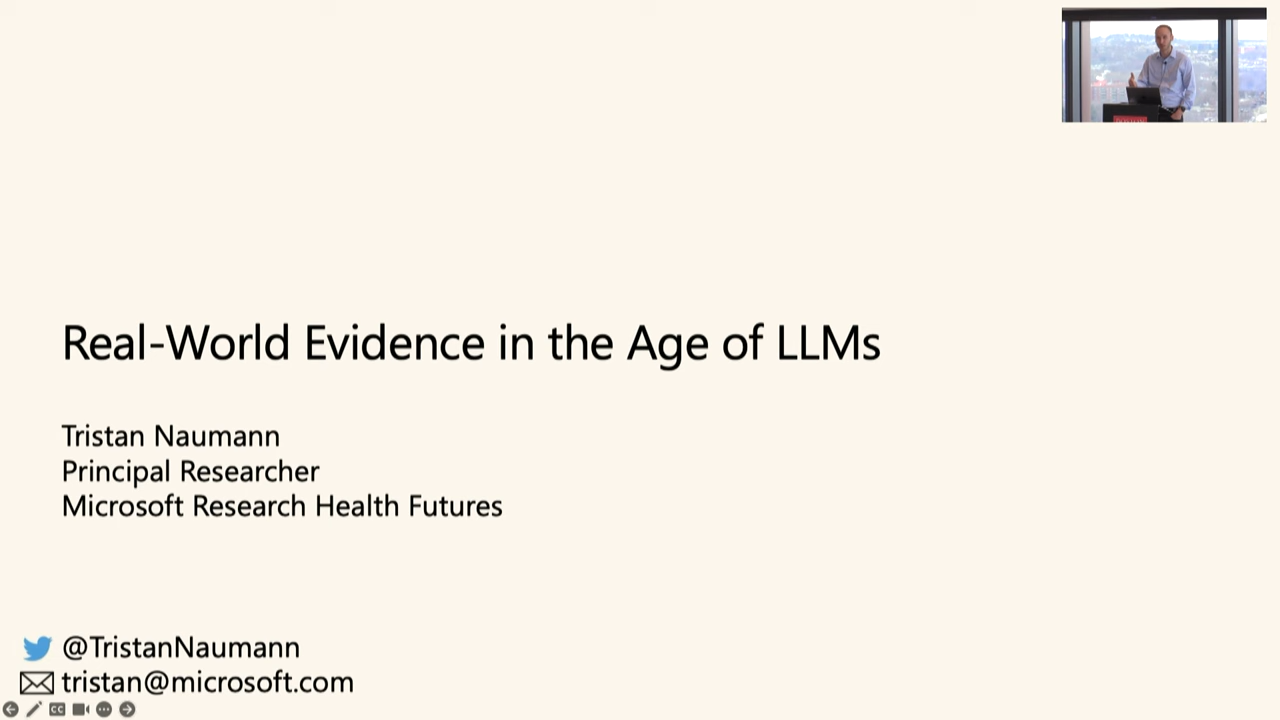 Real-World Evidence in the Age of LLMs
Tristan Naumann
Principal Researcher
Microsoft Research Health Futures
@TristanNaumann
tristan@microsoft.com
CC